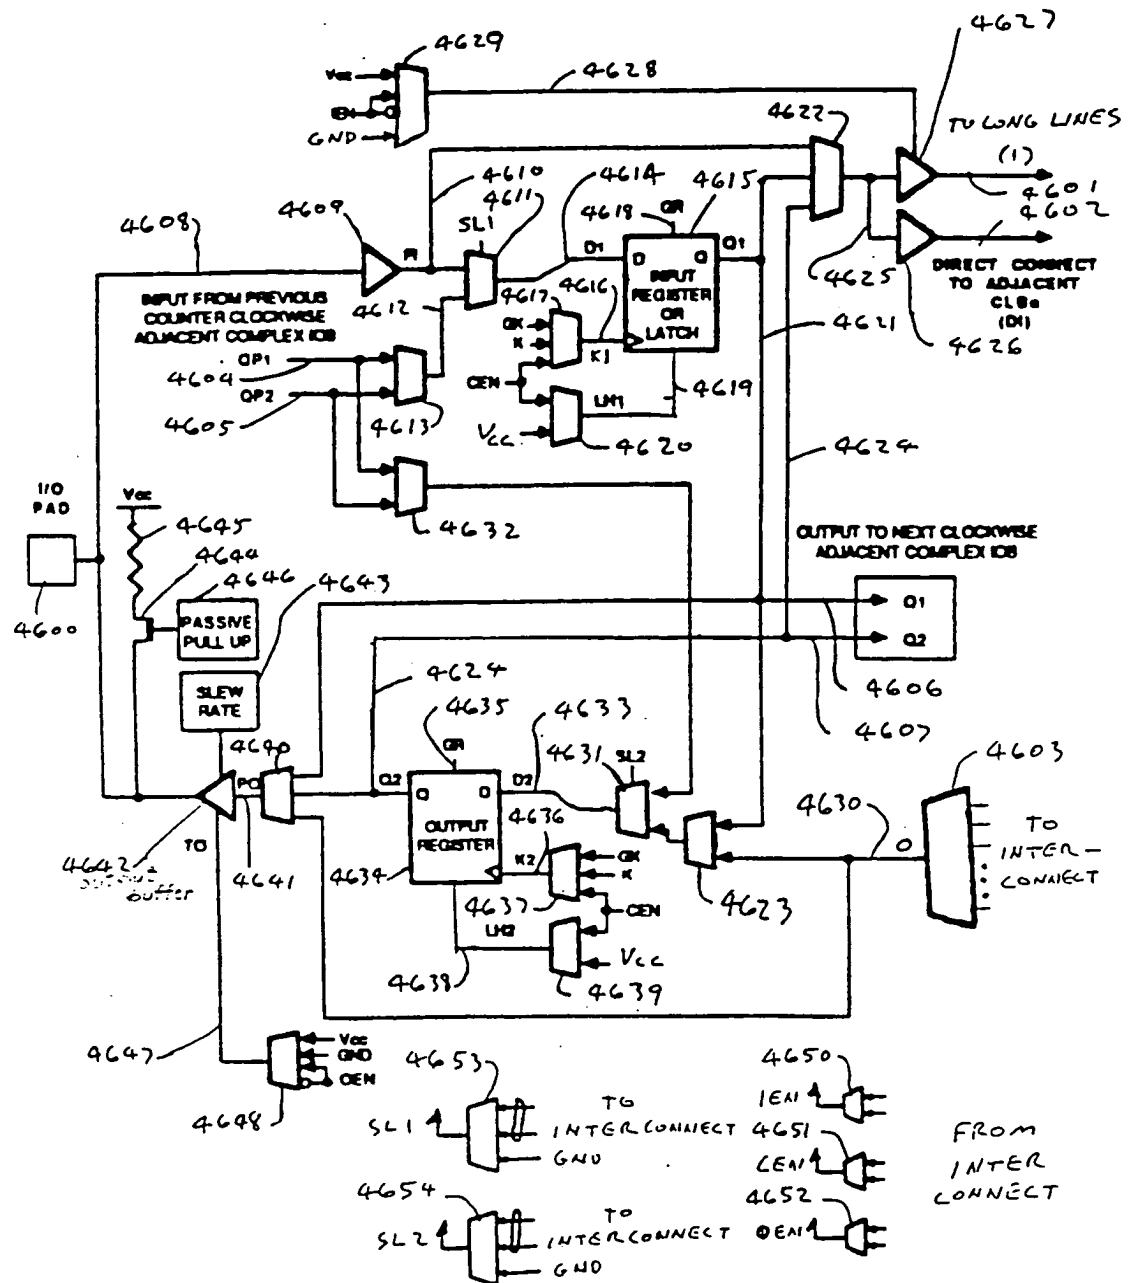 4629
4627
Vcc
4628
IEN
4622
GND
TO LONG LINES
(1)
4610
4614
4615
4601
4609
4611
4618
GR
4602
4608
SL1
PI
D1
Q1
D
Q
4625
INPUT FROM PREVIOUS
COUNTER CLOCKWISE
ADJACENT COMPLEX IOB
4612
4617
4616
INPUT
REGISTER
OR
LATCH
DIRECT CONNECT
TO ADJACENT
CLBs
(DI)
4621
GK
K
K1
4626
QP1
4604
CEN
QP2
LH1
4619
4605
4613
VCC
4620
4624
I/O
PAD
Vcc
4645
4632
OUTPUT TO NEXT CLOCKWISE
ADJACENT COMPLEX IOB
4644
4646
4643
Q1
PASSIVE
PULL UP
4600
Q2
SLEW
RATE
4624
4606
4635
4633
4607
4640
GR
4631
SL2
4603
PO
Q2
D2
4630
Q
D
TO
INTER-
CONNECT
O
OUTPUT
REGISTER
4636
TO
K2
GK
K
4642
buffer
4641
4634
4637
CEN
4623
LH2
VCC
4638
4639
4647
Vcc
GND
OEN
4653
4650
4648
TO
INTERCONNECT
GND
SL1
IEN
4651
CEN
FROM
INTER
CONNECT
4654
4652
TO
INTERCONNECT
GND
SL2
OEN